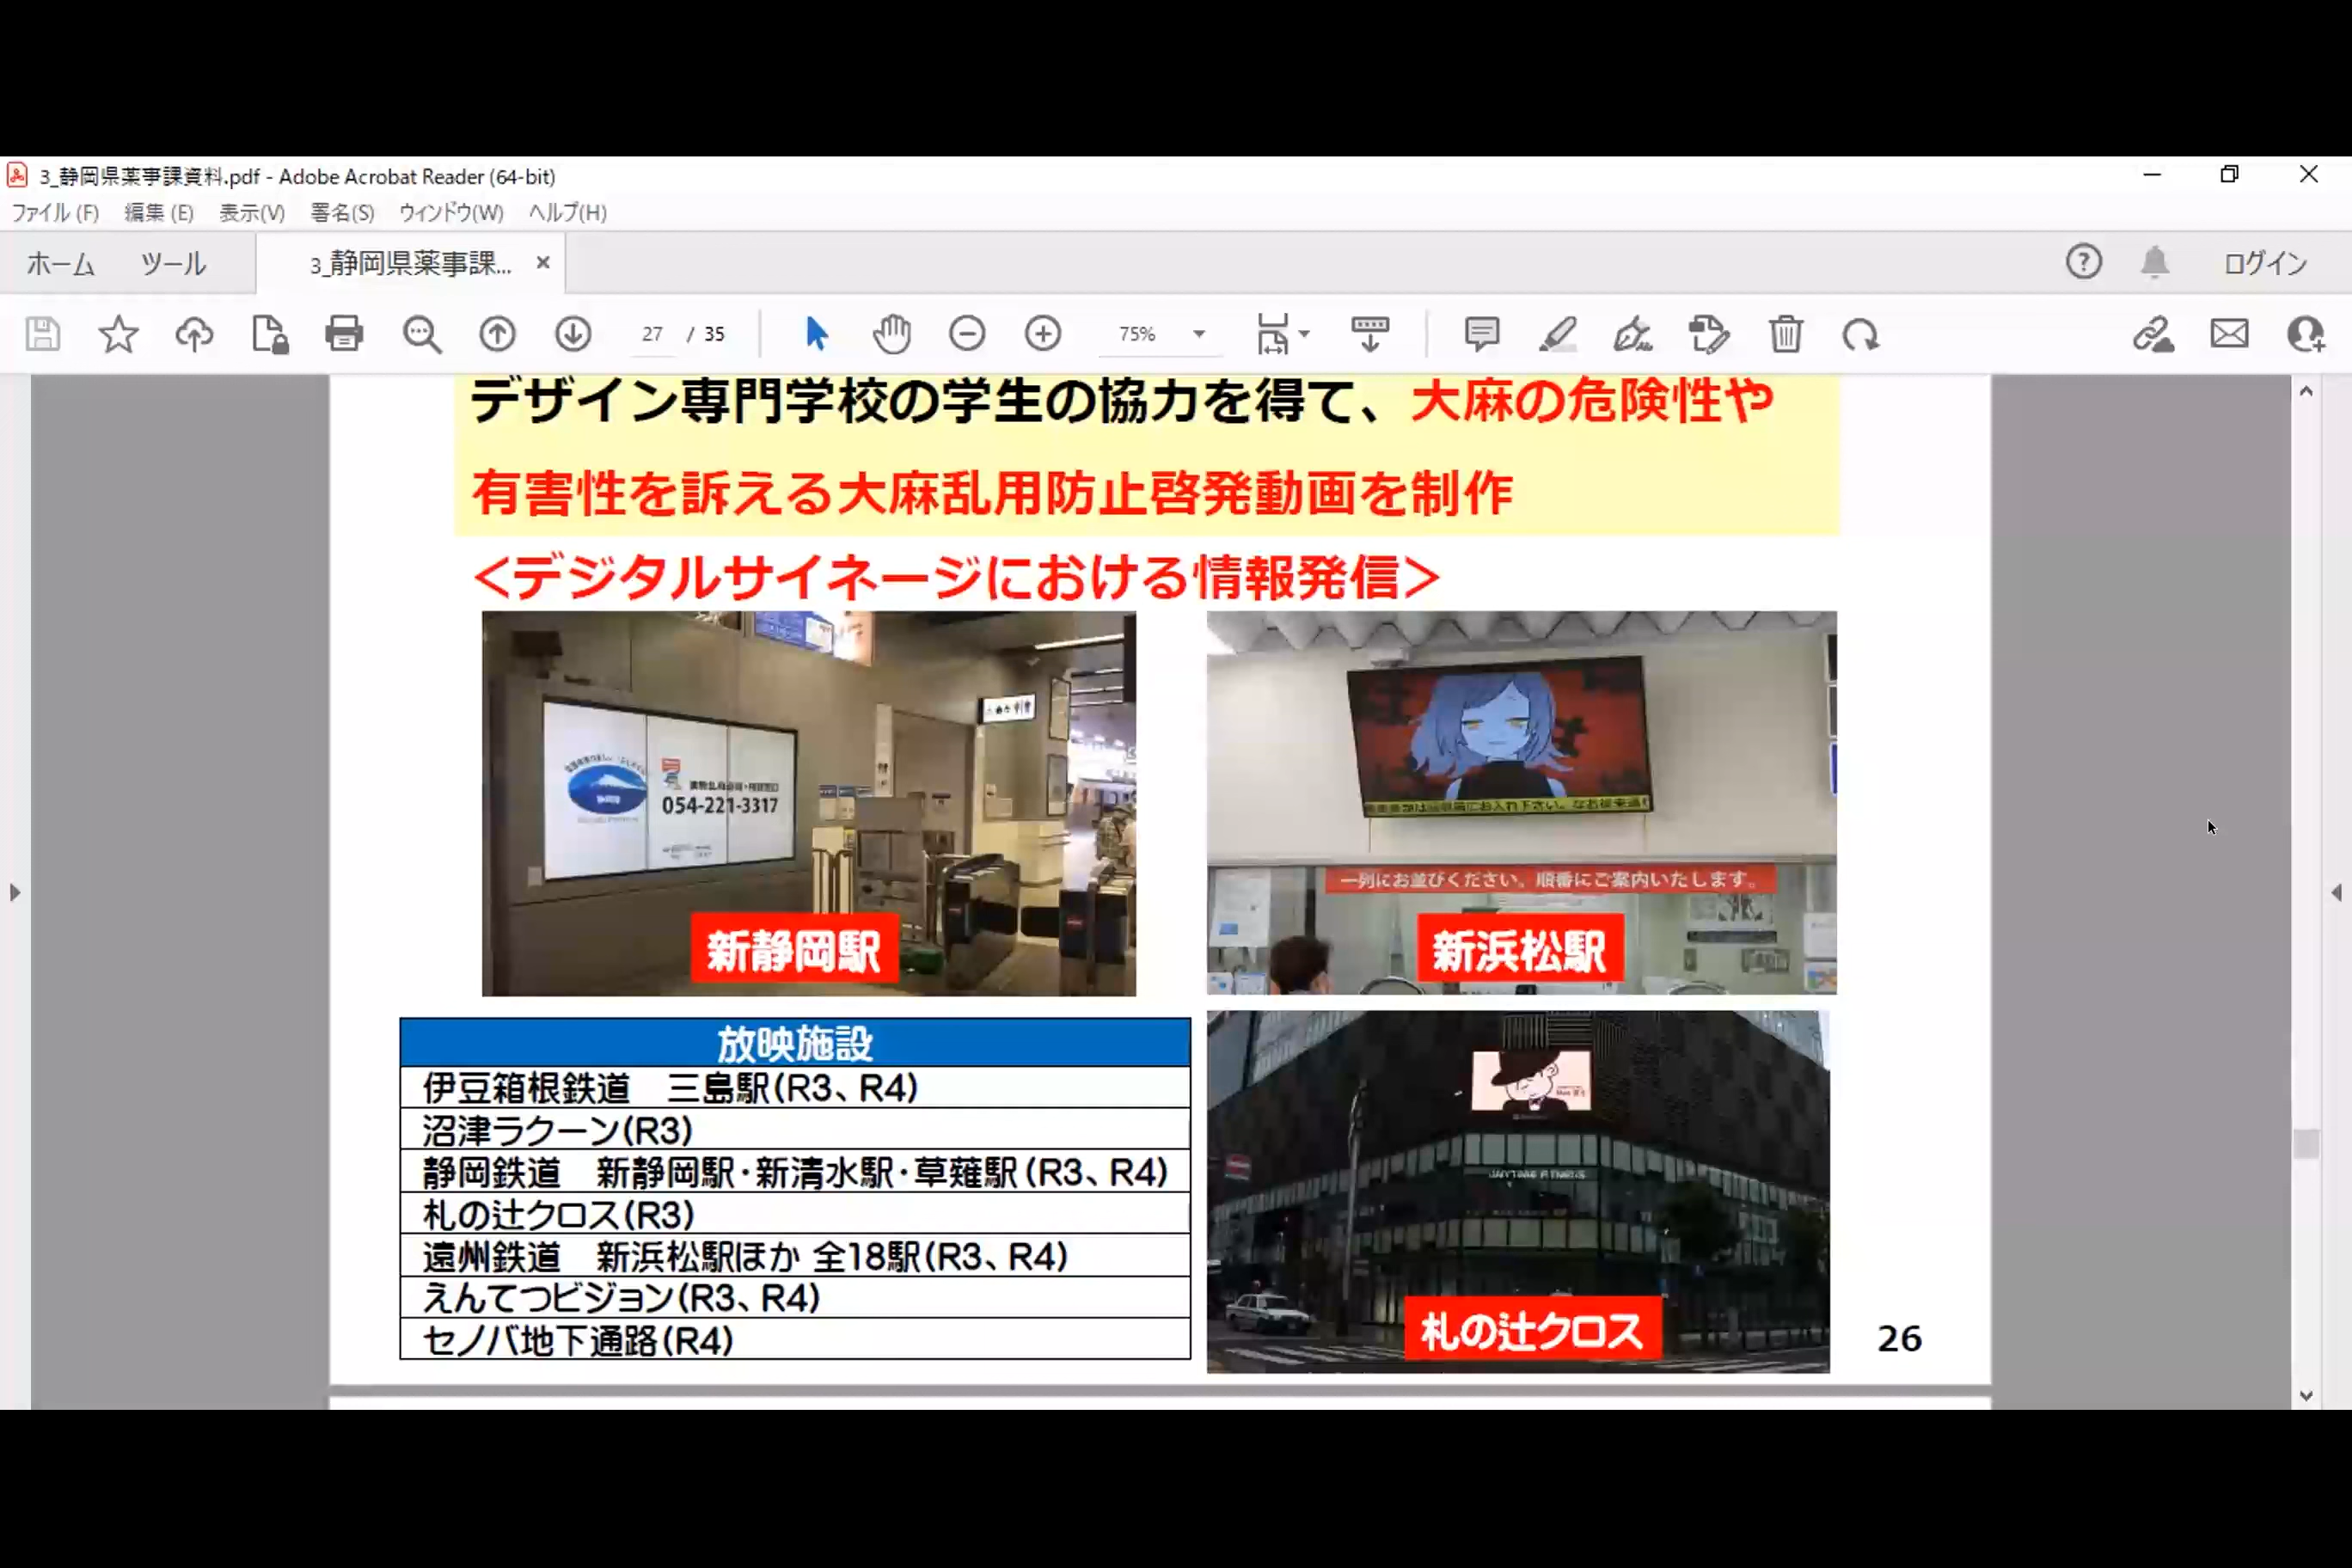 3_静岡県薬事課資料.pdf - Adobe Acrobat Reader (64-bit)
ファイル(F) 編集(E) 表示(V) 署名(S) ウィンドウ(W) ヘルプ(H)
ホーム ツール 3_静岡県薬事課... × ログイン
27 / 35 75%
デザイン専門学校の学生の協力を得て、大麻の危険性や
有害性を訴える大麻乱用防止啓発動画を制作
<デジタルサイネージにおける情報発信>
054-221-3317
新静岡駅
一列にお並びください。順番にご案内いたします。
新浜松駅
放映施設
伊豆箱根鉄道 三島駅(R3、R4)
沼津ラクーン(R3)
静岡鉄道 新静岡駅・新清水駅・草薙駅(R3、R4)
札の辻クロス(R3)
遠州鉄道 新浜松駅ほか 全18駅(R3、R4)
えんてつビジョン(R3、R4)
セノバ地下通路(R4)
札の辻クロス
26